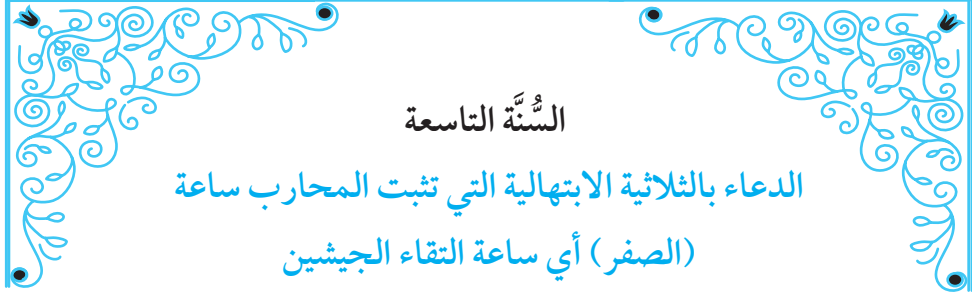 السُّنَّة التاسعة
الدعاء بالثلاثية الابتهالية التي تثبت المحارب ساعة
(الصفر) أي ساعة التقاء الجيشين